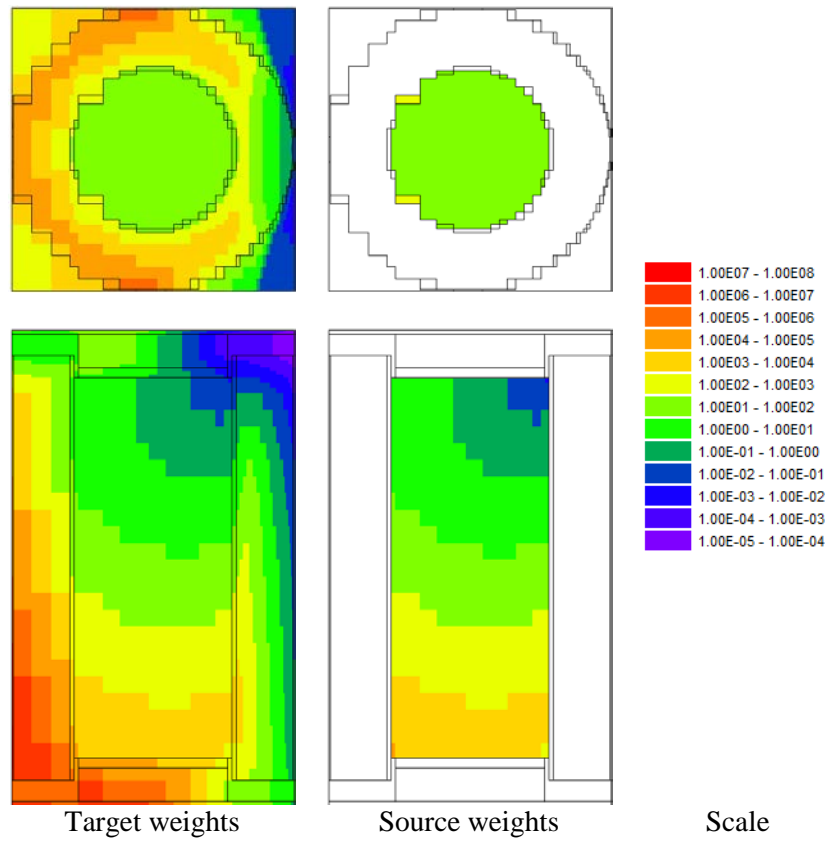 1.00E07 - 1.00E08
1.00E06 - 1.00E07
1.00E05 - 1.00E06
1.00E04 - 1.00E05
1.00E03 - 1.00E04
1.00E02 - 1.00E03
1.00E01 - 1.00E02
1.00E00 - 1.00E01
1.00E-01 - 1.00E00
1.00E-02 - 1.00E-01
1.00E-03 - 1.00E-02
1.00E-04 - 1.00E-03
1.00E-05 - 1.00E-04
Target weights
Source weights
Scale